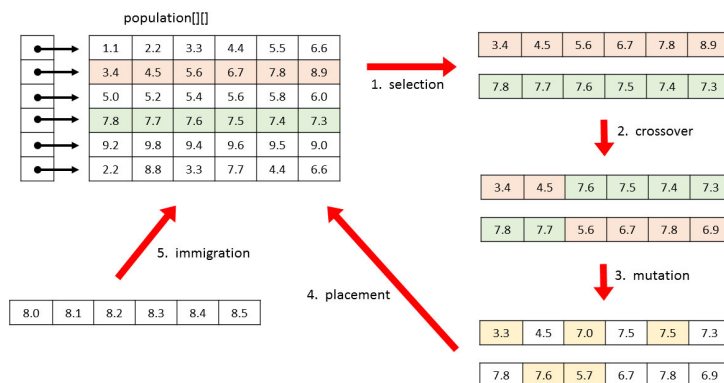 population[][]
1.1 2.2 3.3 4.4 5.5 6.6
3.4 4.5 5.6 6.7 7.8 8.9
5.0 5.2 5.4 5.6 5.8 6.0
7.8 7.7 7.6 7.5 7.4 7.3
9.2 9.8 9.4 9.6 9.5 9.0
2.2 8.8 3.3 7.7 4.4 6.6
1. selection
3.4 4.5 5.6 6.7 7.8 8.9
7.8 7.7 7.6 7.5 7.4 7.3
2. crossover
3.4 4.5 7.6 7.5 7.4 7.3
7.8 7.7 5.6 6.7 7.8 6.9
3. mutation
3.3 4.5 7.0 7.5 7.5 7.3
7.8 7.6 5.7 6.7 7.8 6.9
4. placement
5. immigration
8.0 8.1 8.2 8.3 8.4 8.5